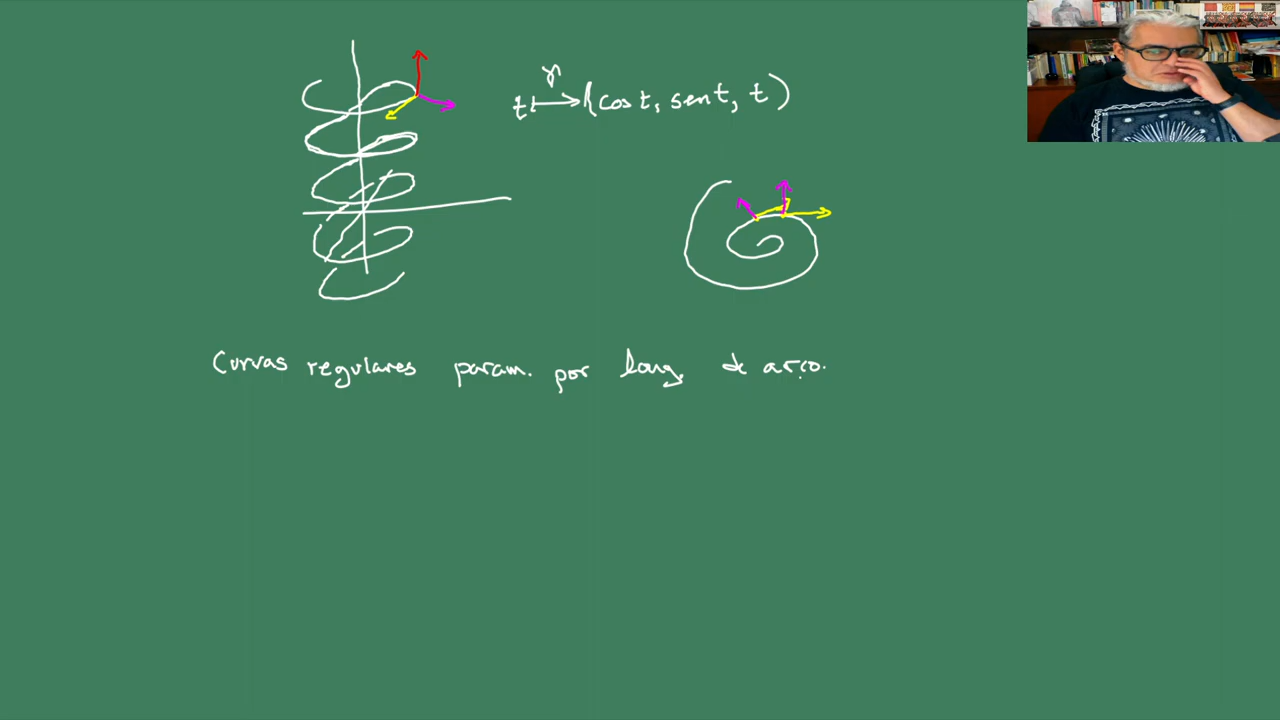 t ↦ᵞ (cos t, sen t, t)
Curvas regulares param. por long de arco.